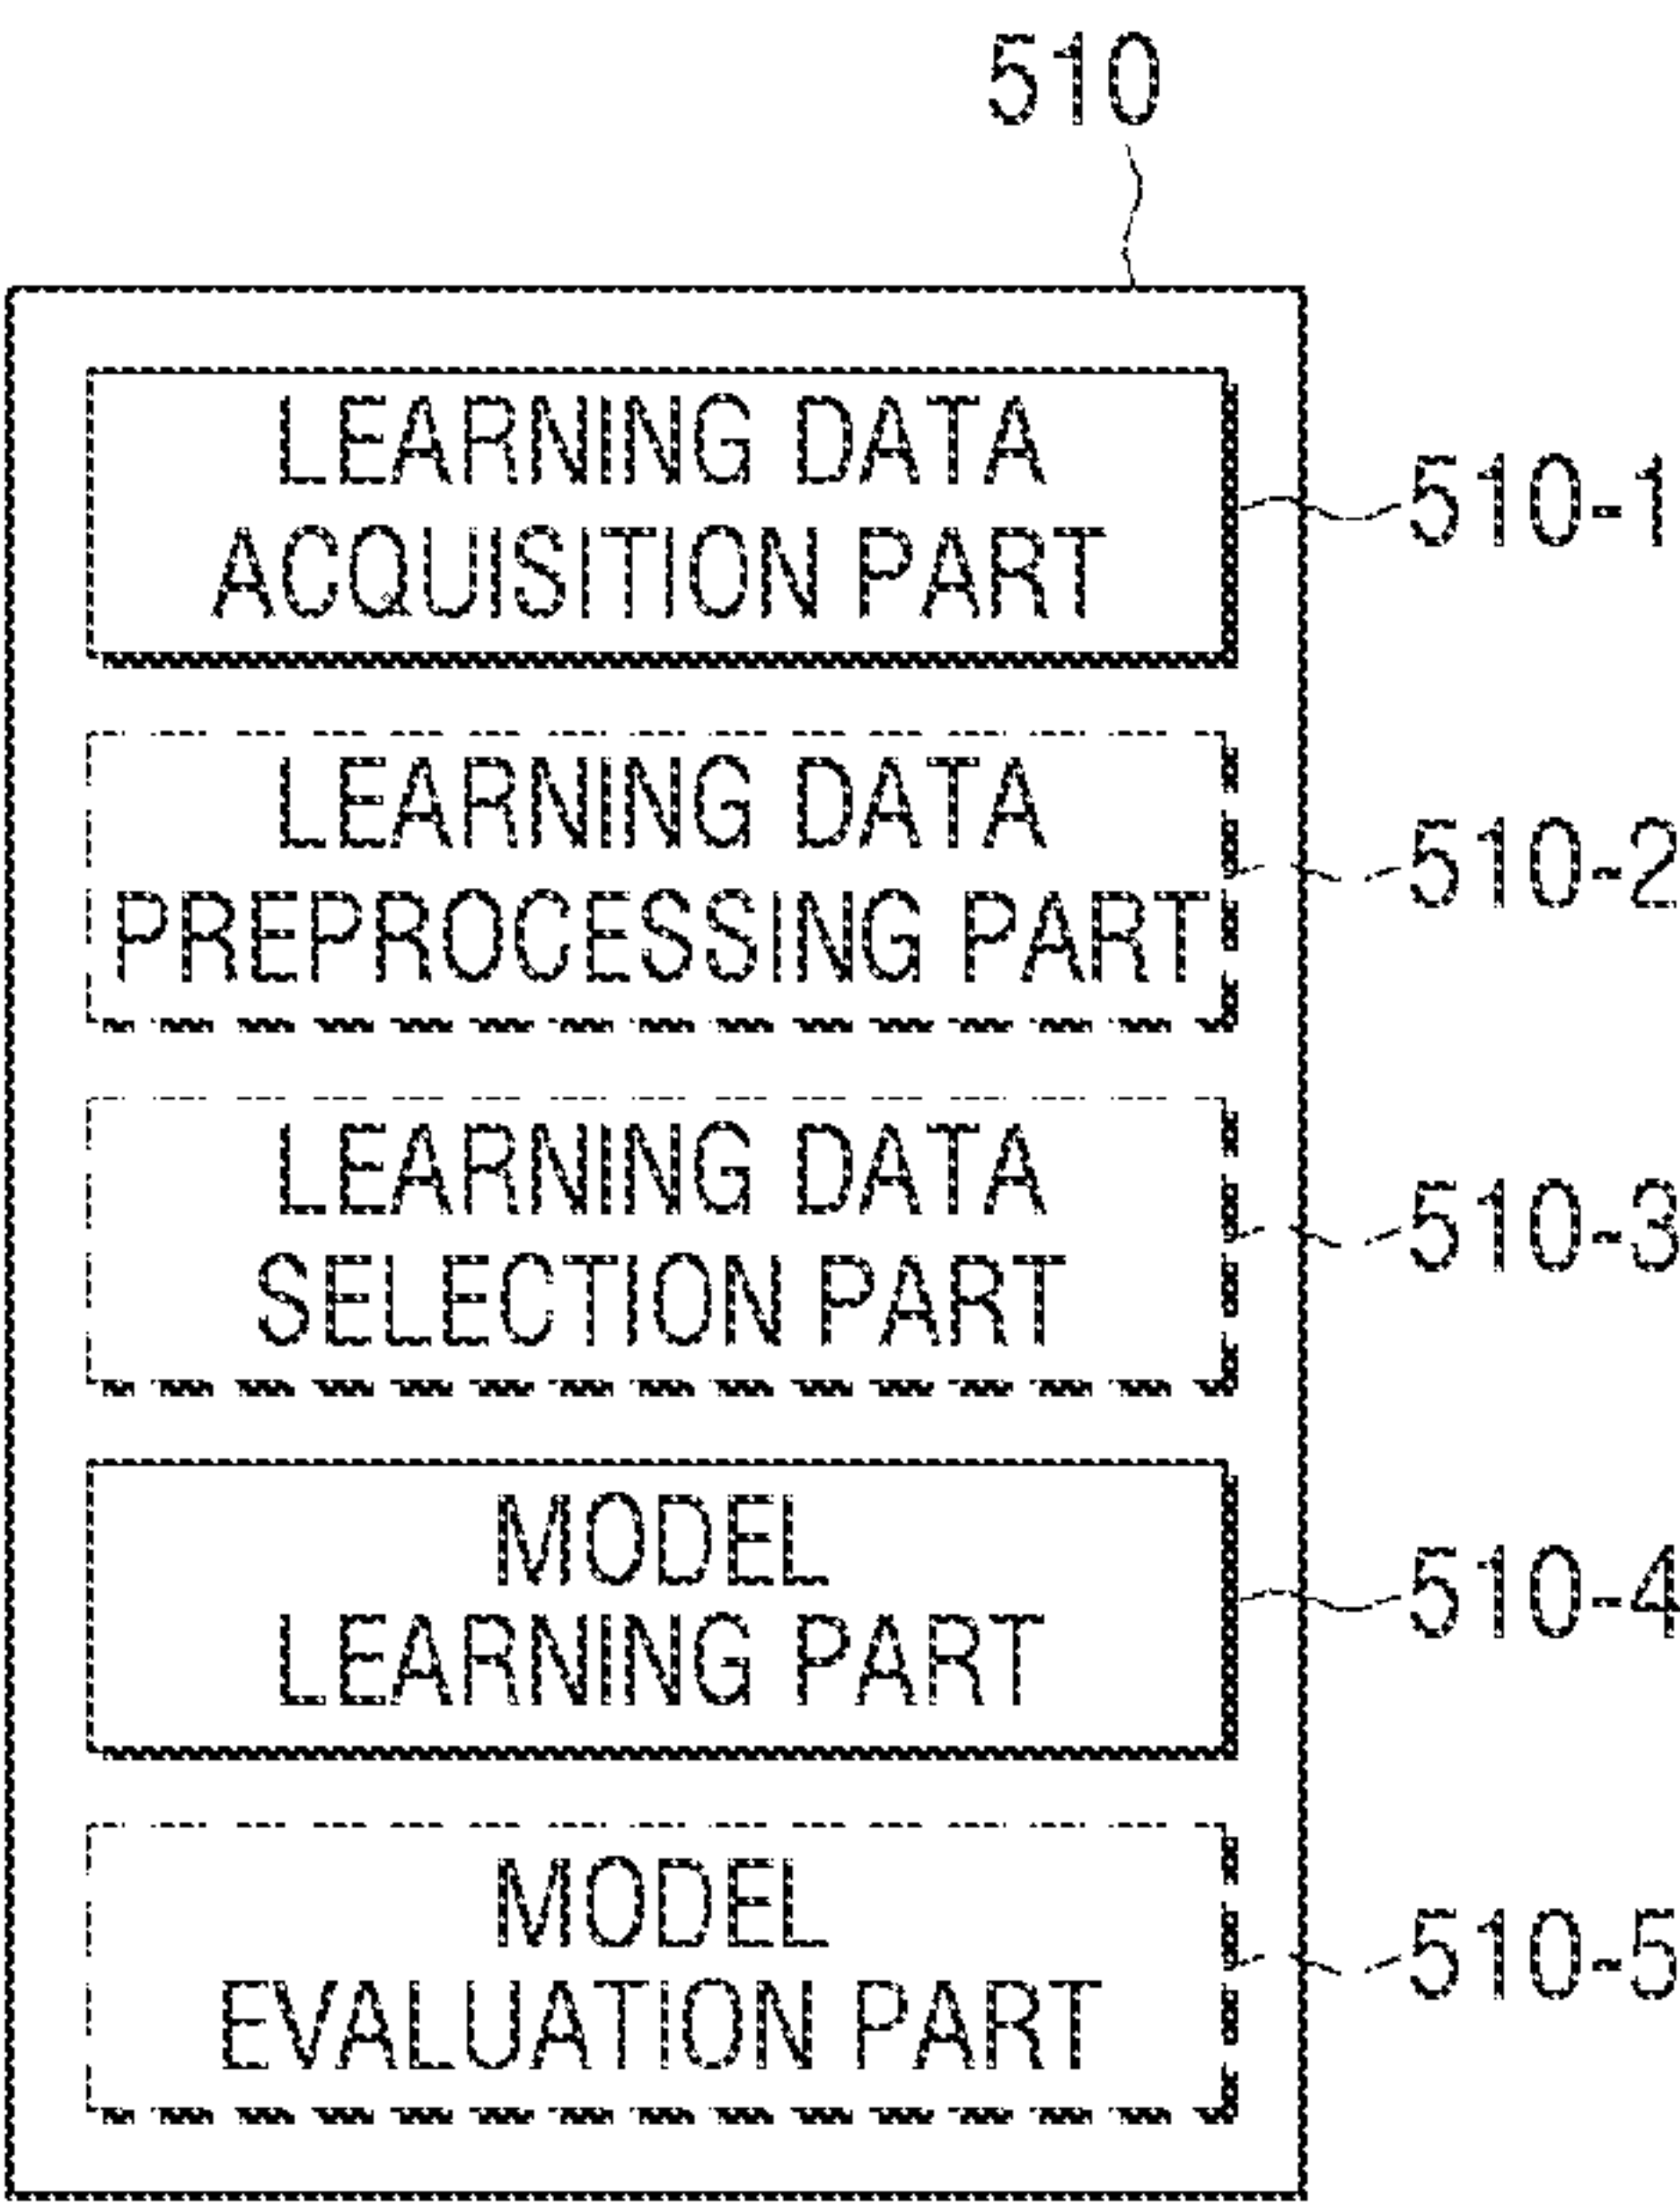 510
LEARNING DATA
ACQUISITION PART
510-1
LEARNING DATA
PREPROCESSING PART
510-2
LEARNING DATA
SELECTION PART
510-3
MODEL
LEARNING PART
510-4
MODEL
EVALUATION PART
510-5